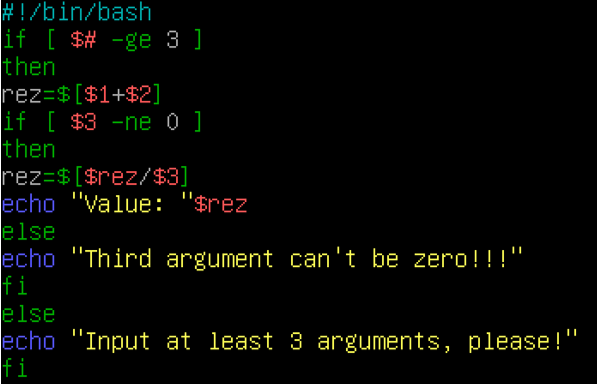 #!/bin/bash
if [ $# -ge 3 ]
then
rez=$[$1+$2]
if [ $3 -ne 0 ]
then
rez=$[$rez/$3]
echo "Value: "$rez
else
echo "Third argument can't be zero!!!"
fi
else
echo "Input at least 3 arguments, please!"
fi